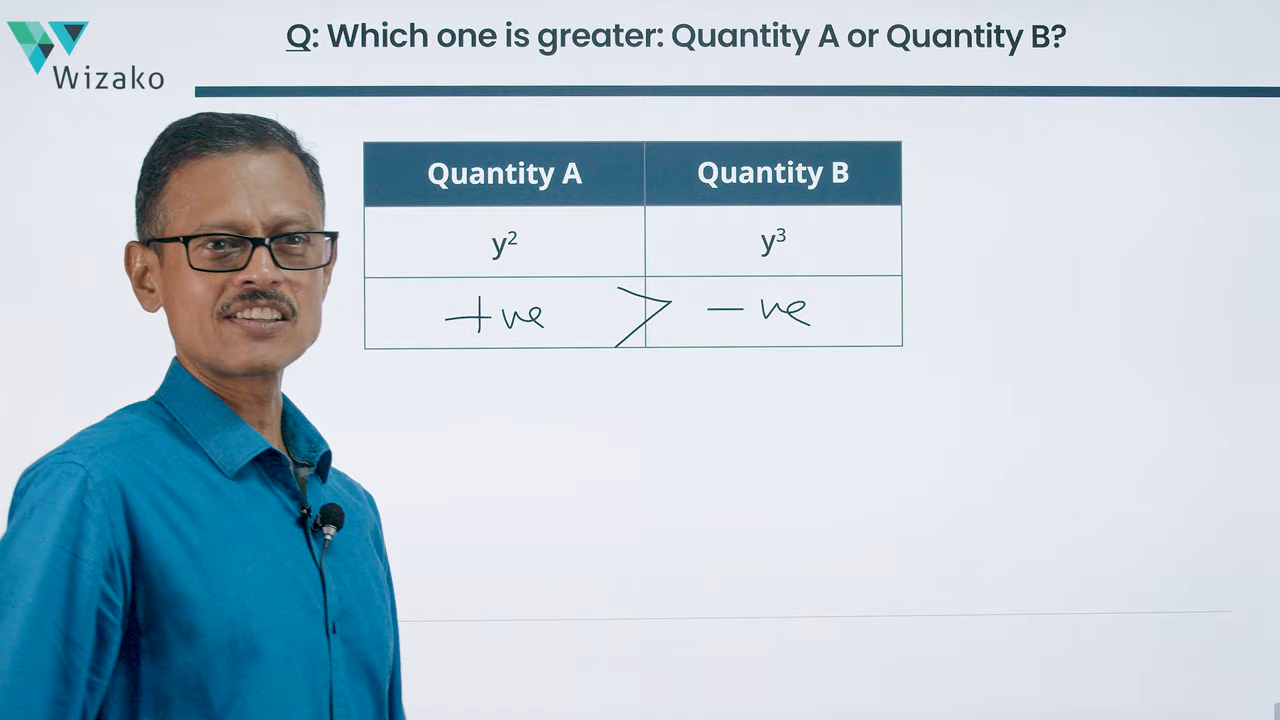 Wizako
Q: Which one is greater: Quantity A or Quantity B?
Quantity A Quantity B
y² y³
+ve > -ve